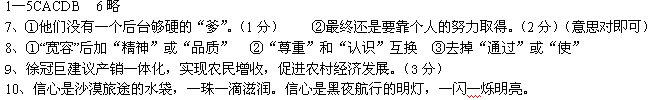 1—5CACDB 6 略
7、①他们没有一个后台够硬的“爹”。(1 分) ②最终还是要靠个人的努力取得。(2 分)(意思对即可)
8、①“宽容”后加“精神”或“品质” ②“尊重”和“认识”互换 ③去掉“通过”或“使”
9、徐冠巨建议产销一体化，实现农民增收，促进农村经济发展。(3 分)
10、信心是沙漠旅途的水袋，一珠一滴滋润。信心是黑夜航行的明灯，一闪一烁明亮。